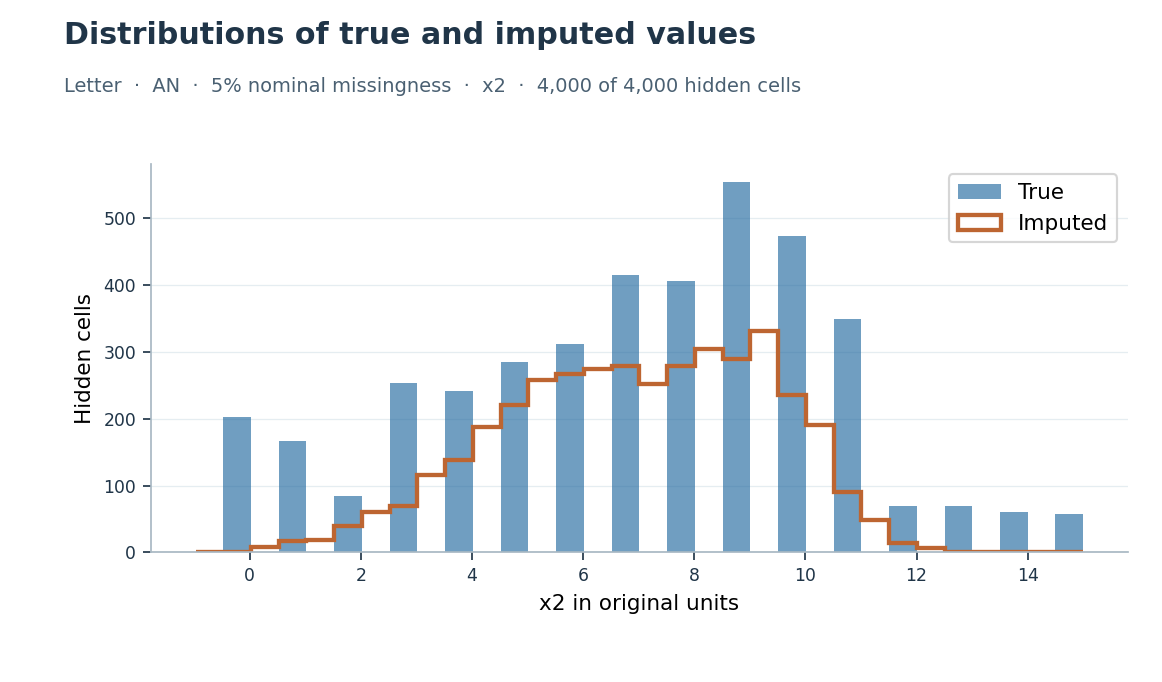 Distributions of true and imputed values
Letter · AN · 5% nominal missingness · x2 · 4,000 of 4,000 hidden cells
True
Imputed
Hidden cells
500
400
300
200
100
0
0 2 4 6 8 10 12 14
x2 in original units